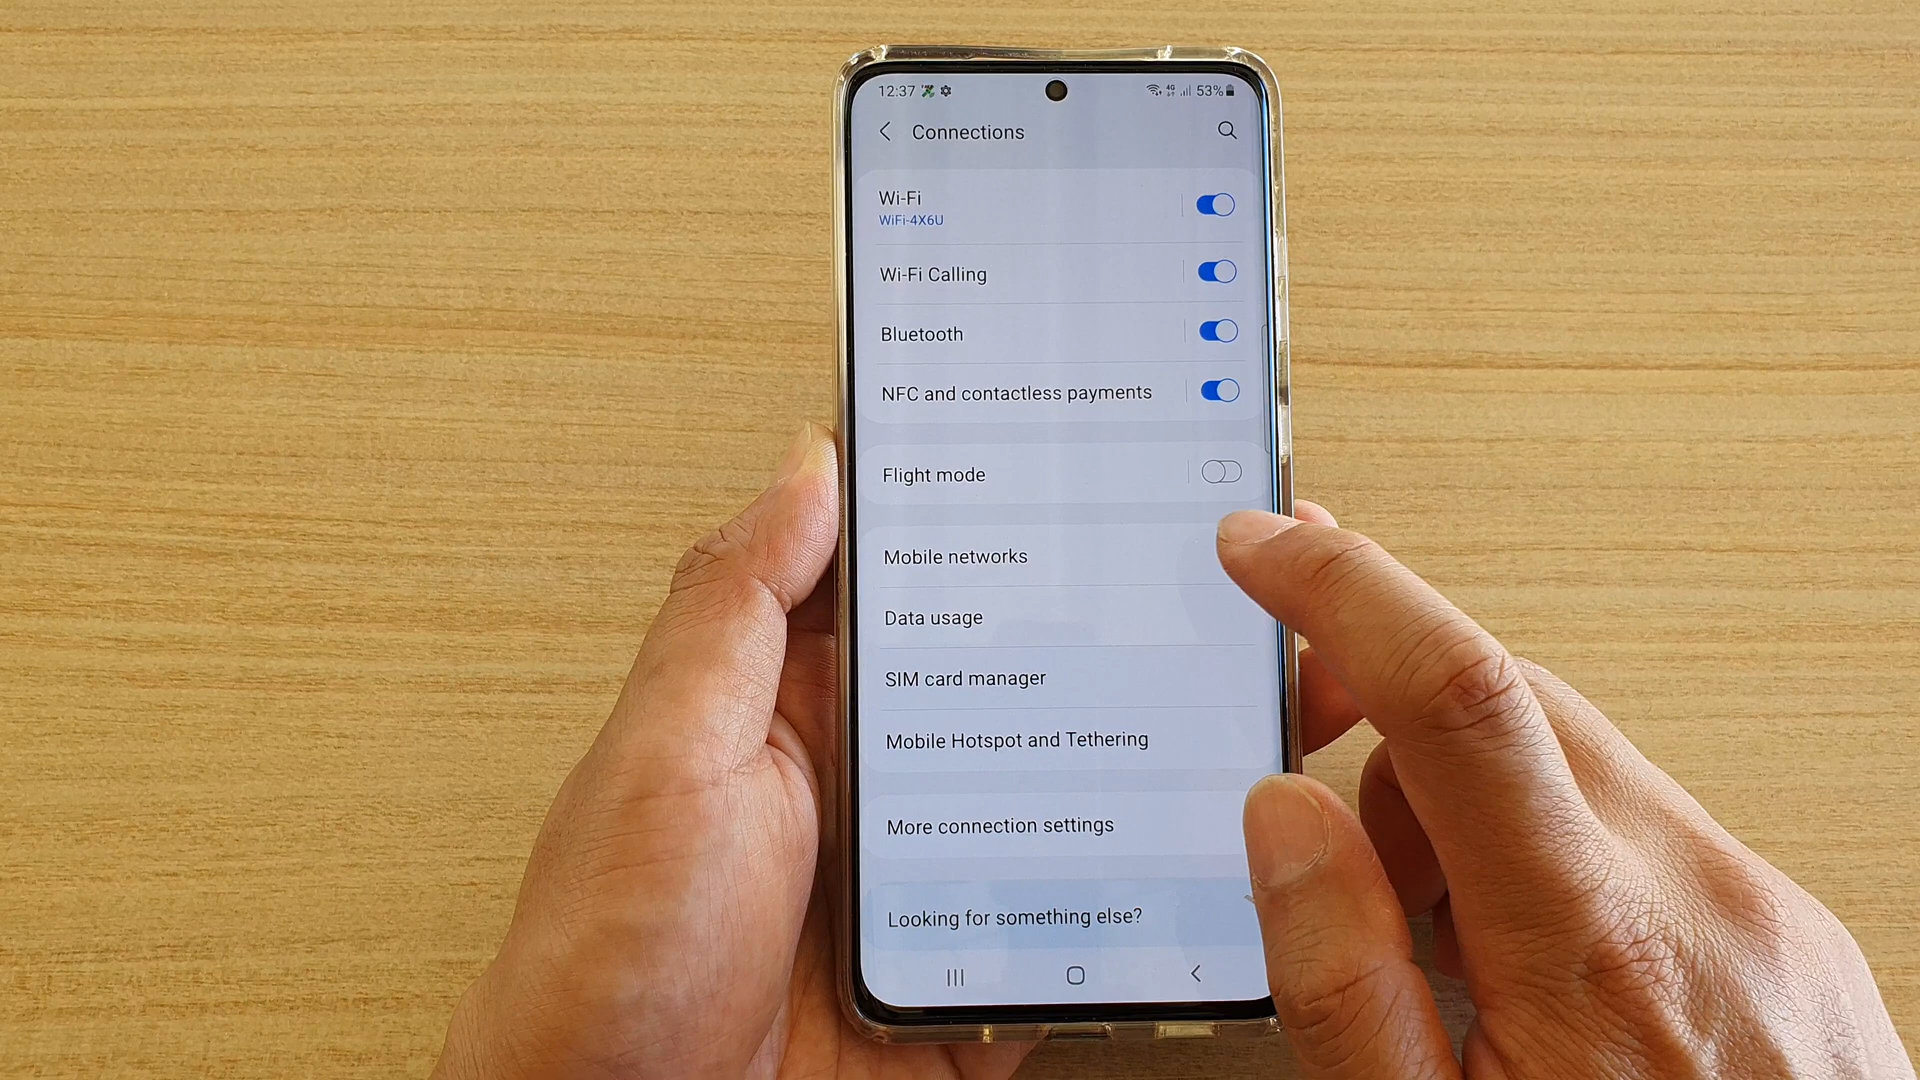 12:37 4G 53%
Connections
Wi-Fi
WiFi-4X6U
Wi-Fi Calling
Bluetooth
NFC and contactless payments
Flight mode
Mobile networks
Data usage
SIM card manager
Mobile Hotspot and Tethering
More connection settings
Looking for something else?